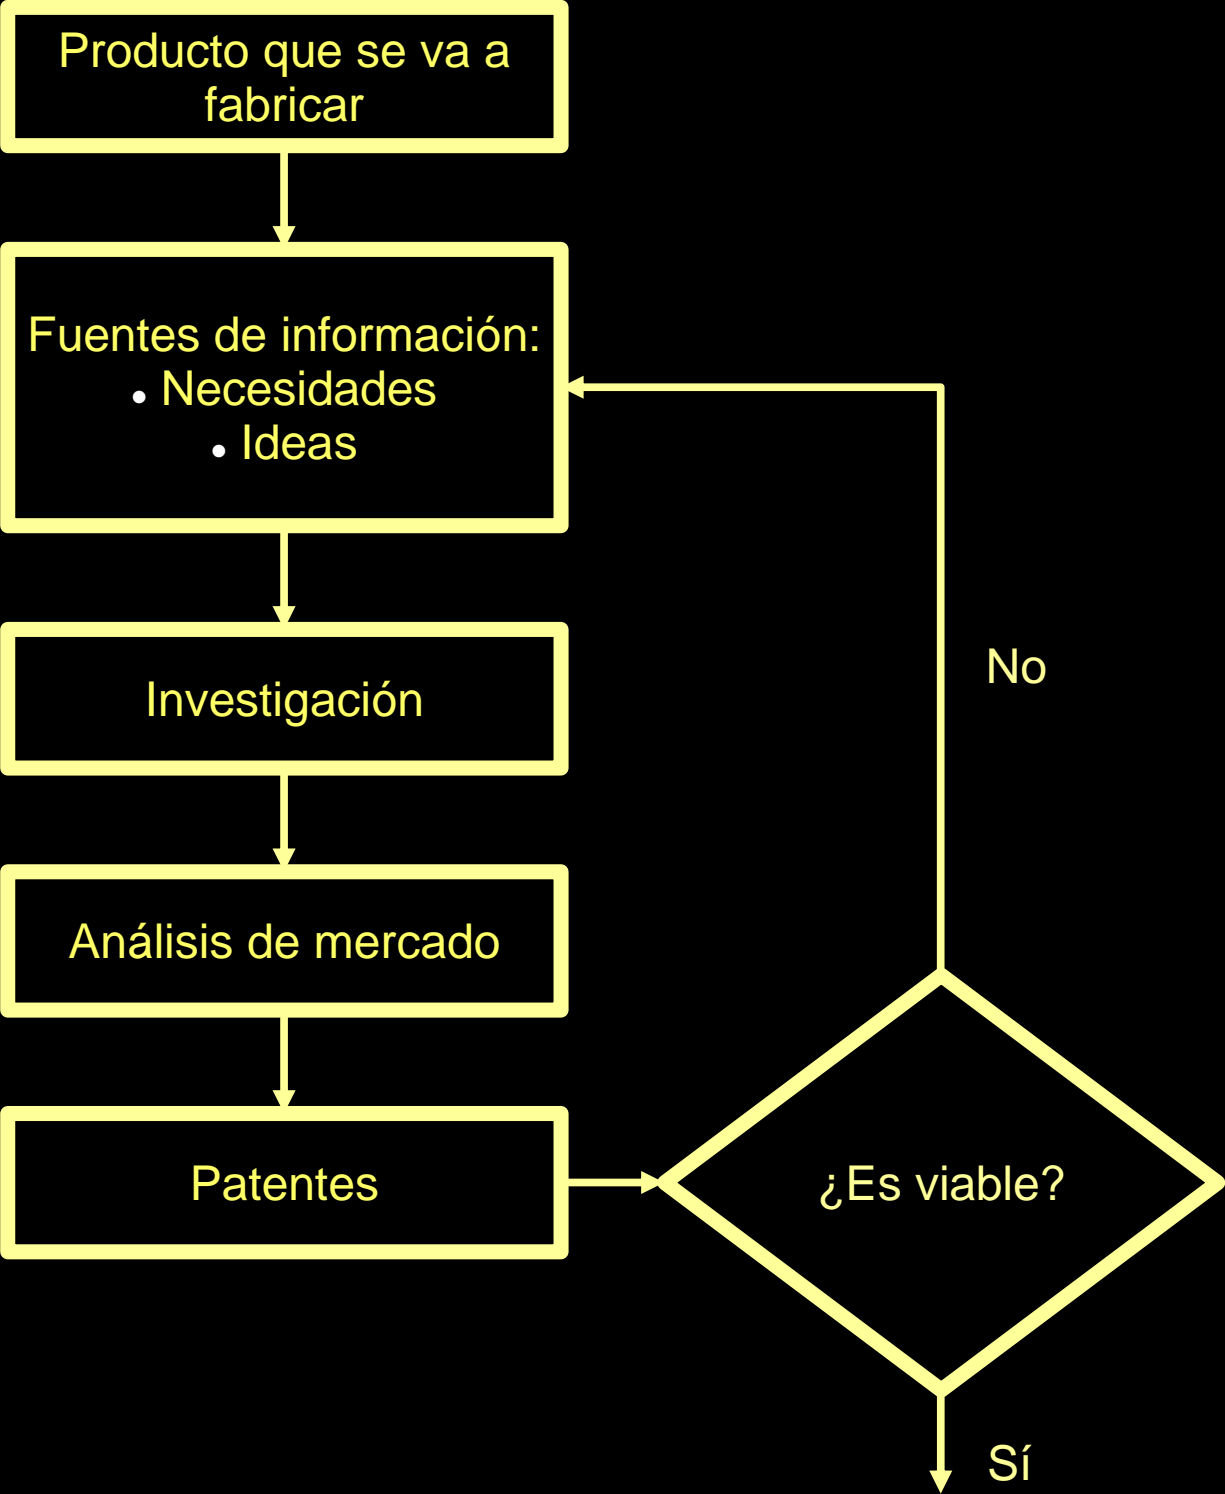 Producto que se va a
fabricar
Fuentes de información:
• Necesidades
• Ideas
Investigación
Análisis de mercado
Patentes
¿Es viable?
No
Sí